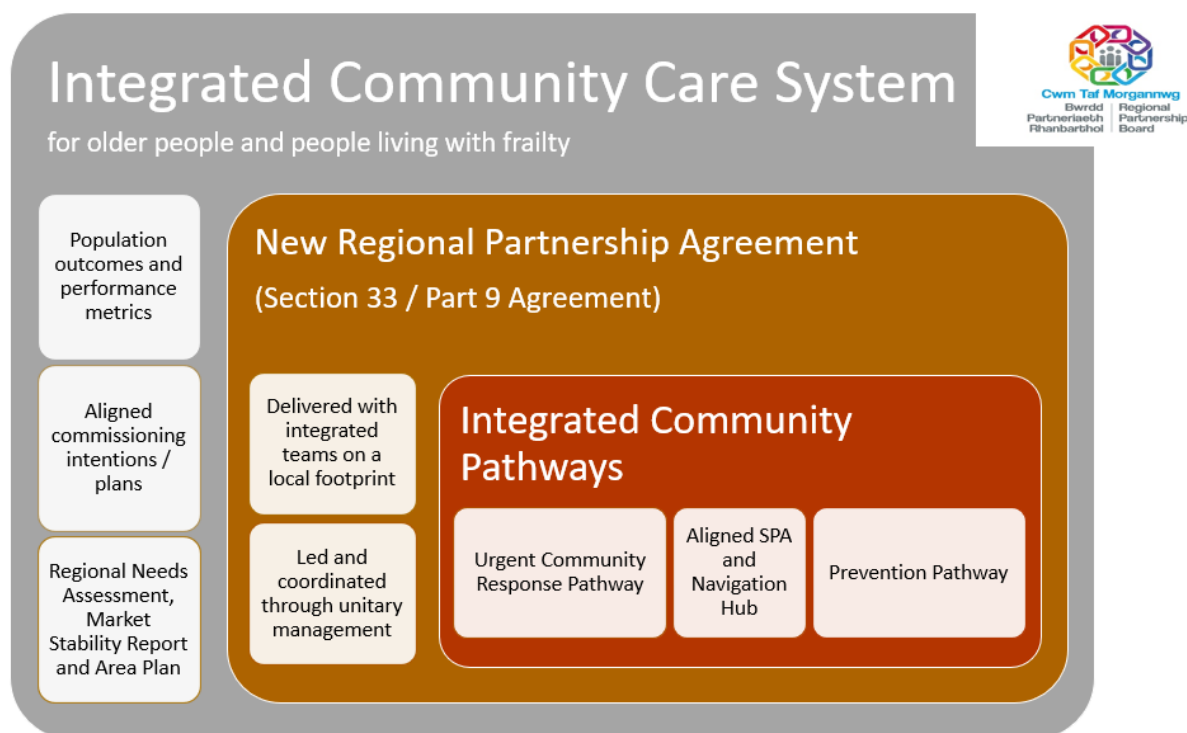 Integrated Community Care System
for older people and people living with frailty
Cwm Taf Morgannwg
Bwrdd
Partneriaeth
Rhanbarthol
Regional
Partnership
Board
Population
outcomes and
performance
metrics
Aligned
commissioning
intentions /
plans
Regional Needs
Assessment,
Market
Stability Report
and Area Plan
New Regional Partnership Agreement
(Section 33 / Part 9 Agreement)
Delivered with
integrated
teams on a
local footprint
Led and
coordinated
through unitary
management
Integrated Community
Pathways
Urgent Community
Response Pathway
Aligned SPA
and
Navigation
Hub
Prevention Pathway